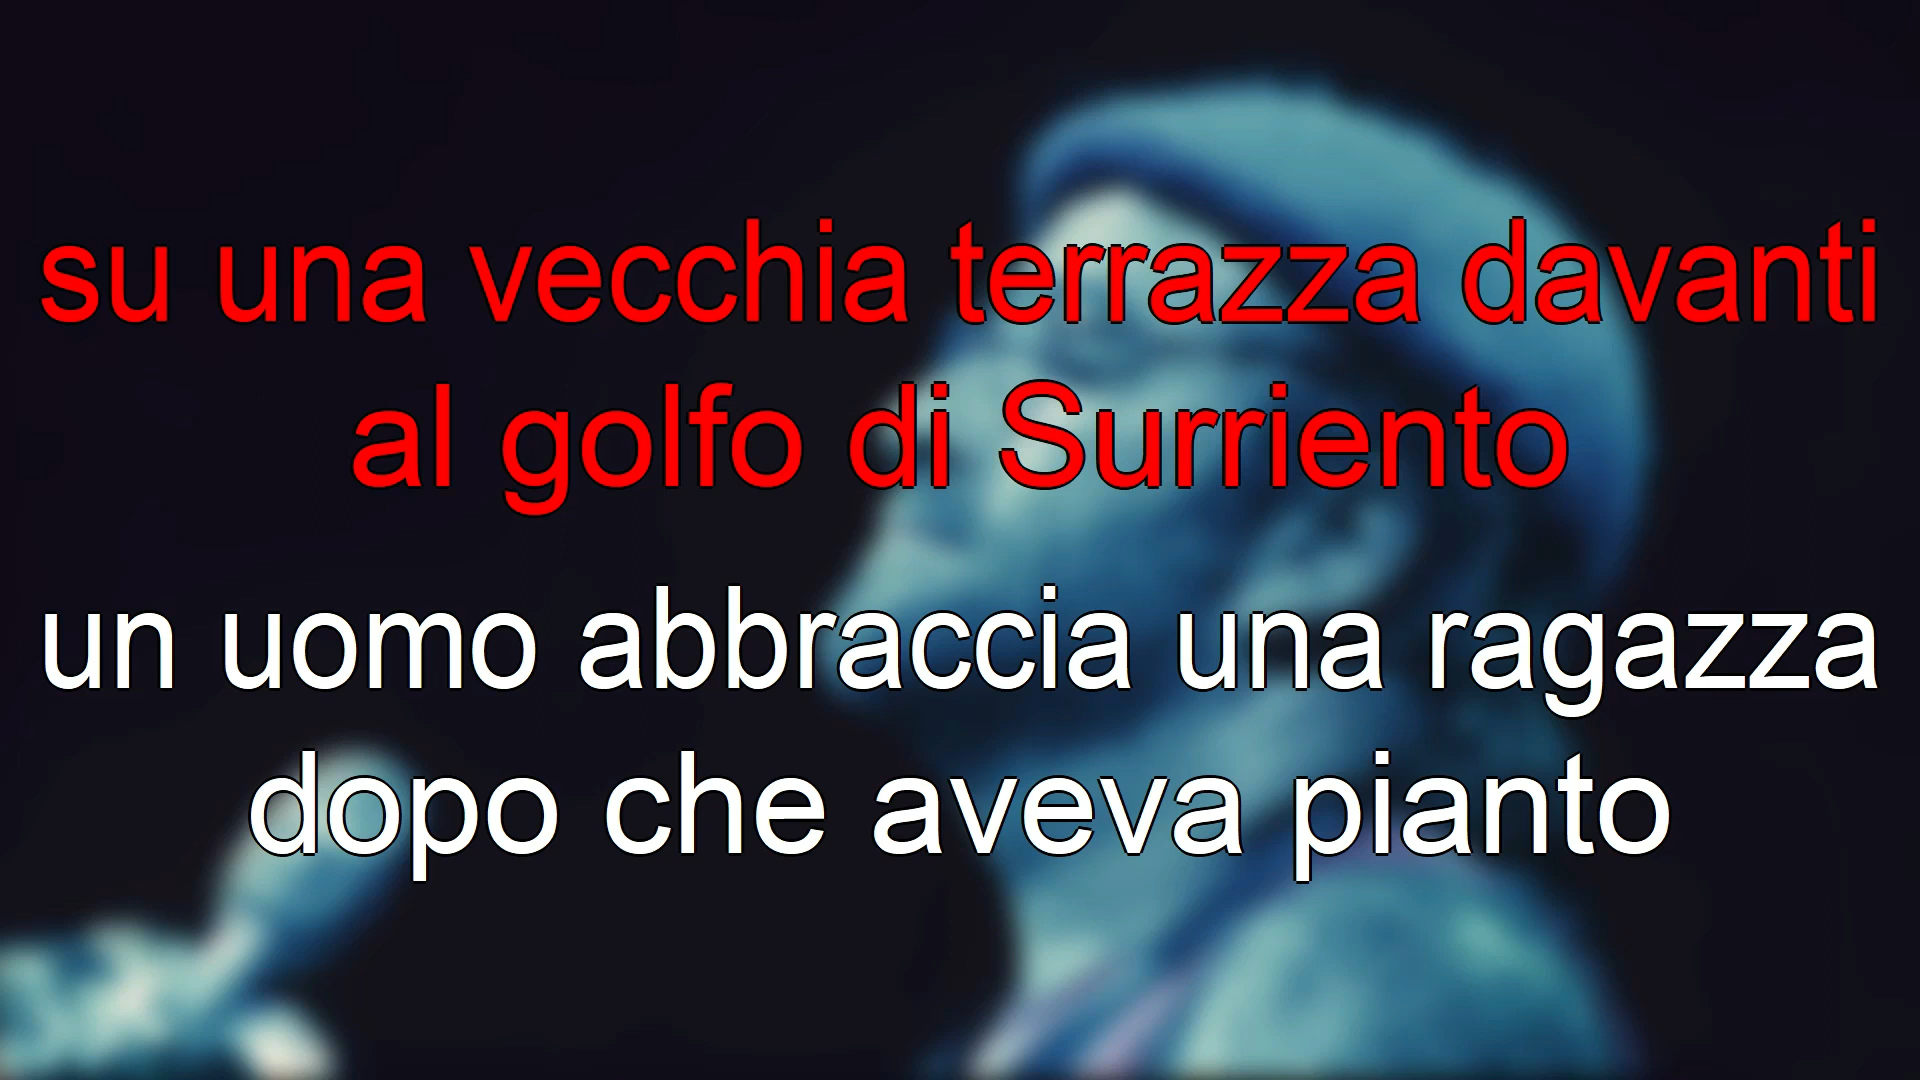 su una vecchia terrazza davanti
al golfo di Surriento
un uomo abbraccia una ragazza
dopo che aveva pianto